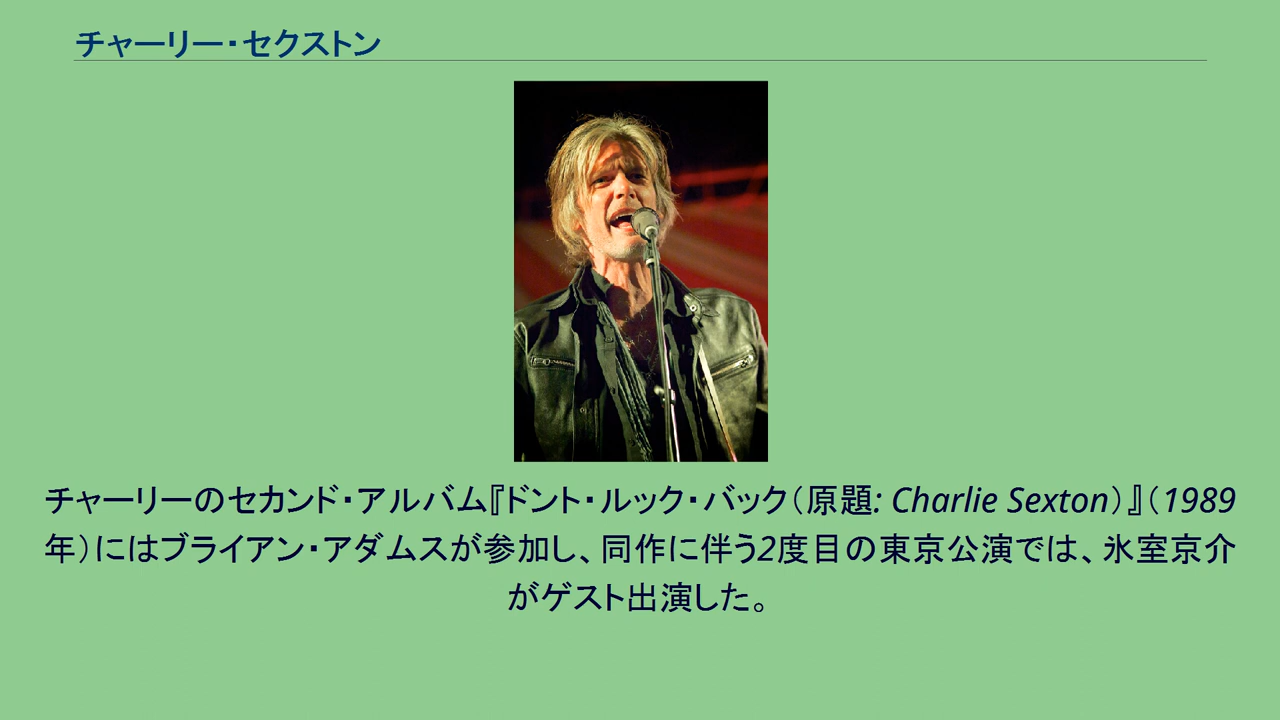 チャーリー・セクストン
チャーリーのセカンド・アルバム『ドント・ルック・バック（原題: Charlie Sexton）』（1989
年）にはブライアン・アダムスが参加し、同作に伴う2度目の東京公演では、氷室京介
がゲスト出演した。